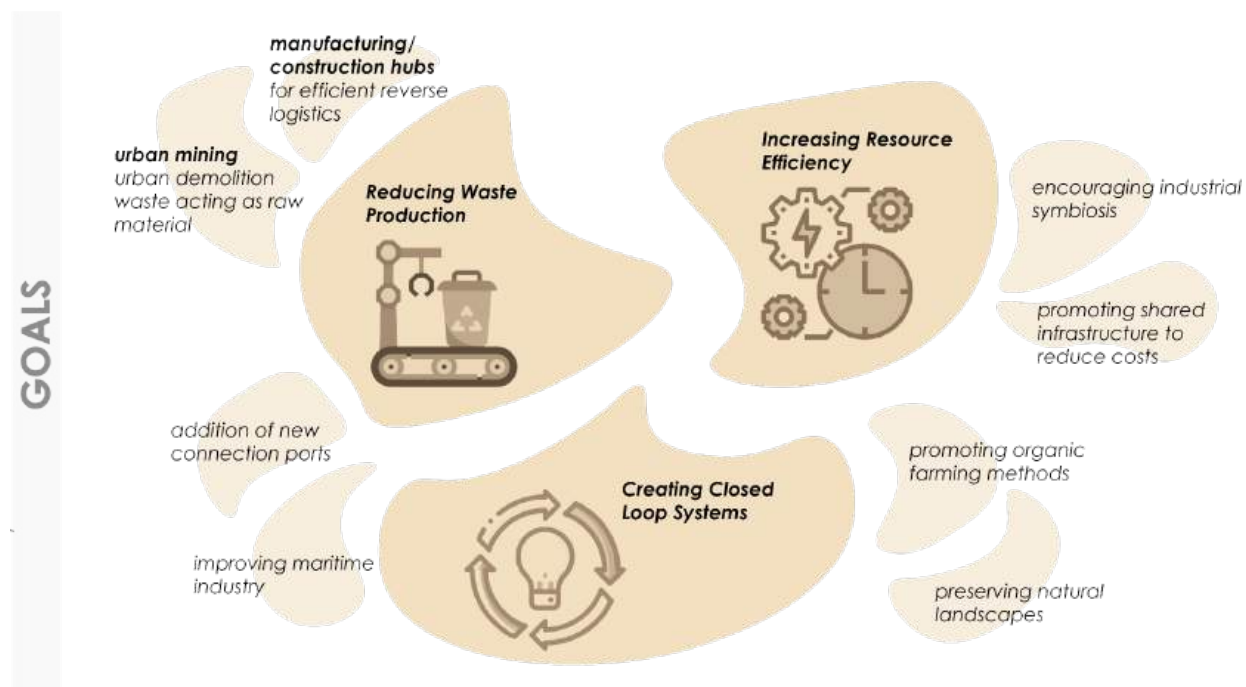 GOALS
manufacturing/
construction hubs
for efficient reverse
logistics
urban mining
urban demolition
waste acting as raw
material
Reducing Waste
Production
Increasing Resource
Efficiency
encouraging industrial
symbiosis
promoting shared
infrastructure to
reduce costs
addition of new
connection ports
improving maritime
industry
Creating Closed
Loop Systems
promoting organic
farming methods
preserving natural
landscapes